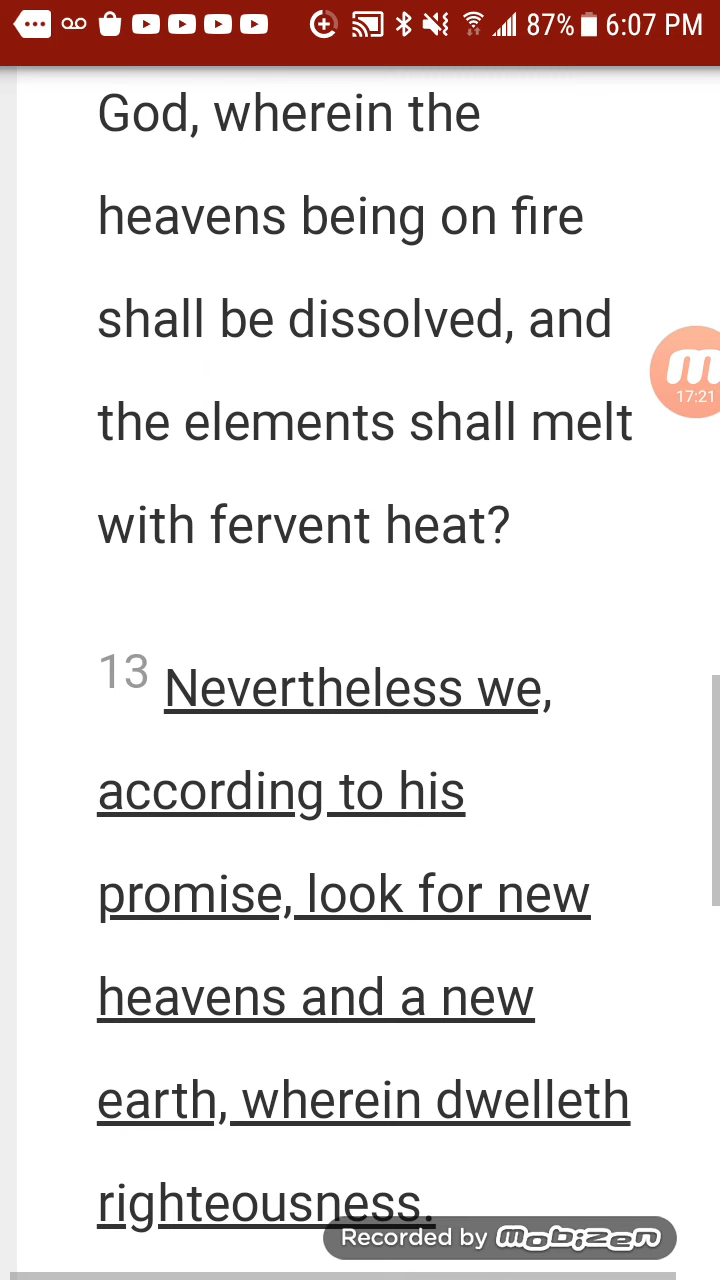 87% 6:07 PM
God, wherein the
heavens being on fire
shall be dissolved, and
the elements shall melt
17:21
with fervent heat?
13 Nevertheless we,
according to his
promise, look for new
heavens and a new
earth, wherein dwelleth
righteousness.
Recorded by mobizen